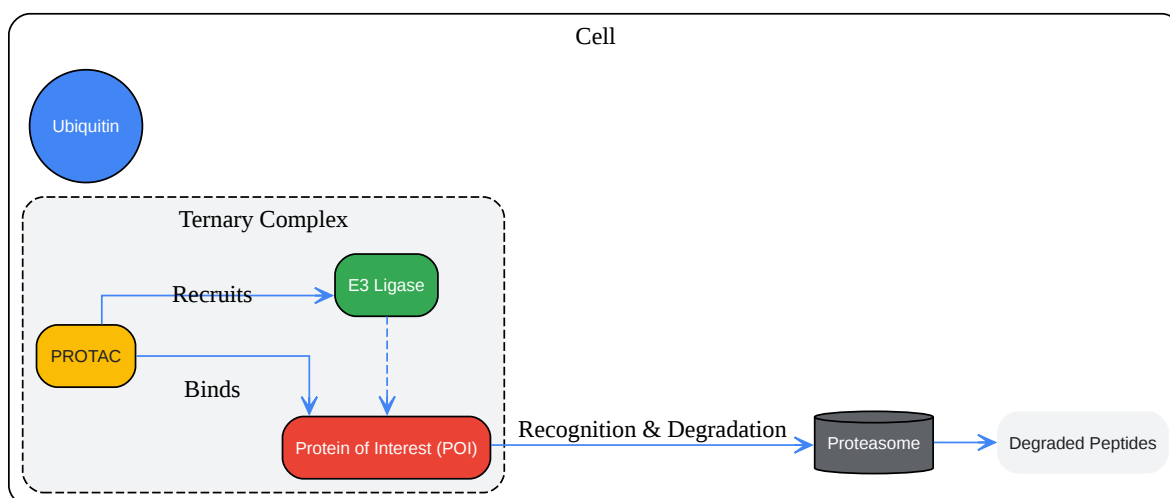 Cell
Ubiquitin
Ternary Complex
E3 Ligase
Recruits
PROTAC
Binds
Protein of Interest (POI)
Recognition & Degradation
Proteasome
Degraded Peptides